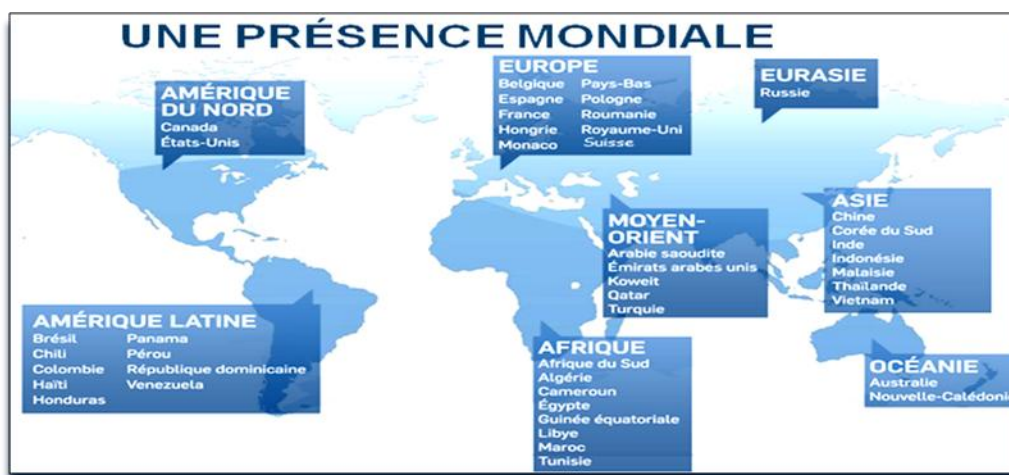 UNE PRÉSENCE MONDIALE
AMÉRIQUE
DU NORD
Canada
États-Unis
EUROPE
Belgique Pays-Bas
Espagne Pologne
France Roumanie
Hongrie Royaume-Uni
Monaco Suisse
EURASIE
Russie
MOYEN-
ORIENT
Arabie saoudite
Émirats arabes unis
Koweit
Qatar
Turquie
ASIE
Chine
Corée du Sud
Inde
Indonésie
Malaisie
Thaïlande
Vietnam
AMÉRIQUE LATINE
Brésil Panama
Chili Pérou
Colombie République dominicaine
Haïti Venezuela
Honduras
AFRIQUE
Afrique du Sud
Algérie
Cameroun
Égypte
Guinée équatoriale
Libye
Maroc
Tunisie
OCÉANIE
Australie
Nouvelle-Calédonie